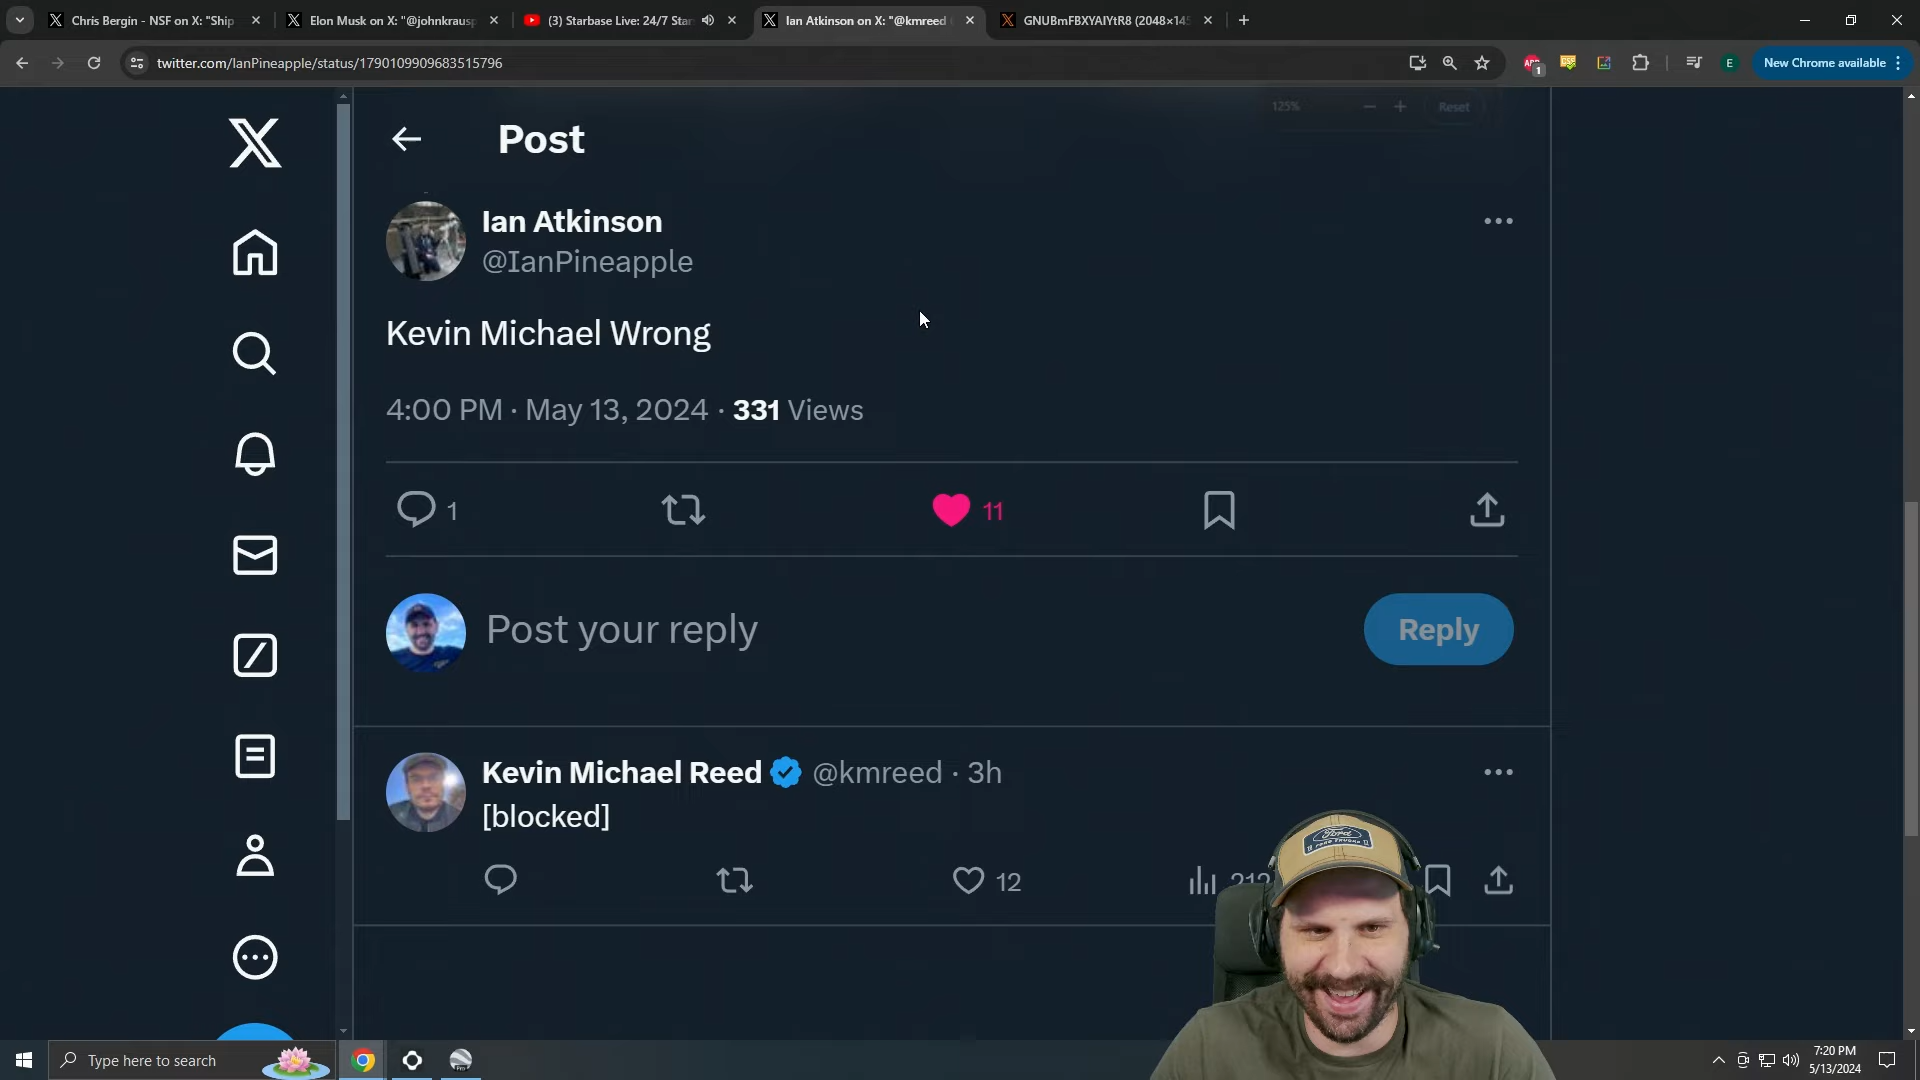 Chris Bergin - NSF on X: "Ship
Elon Musk on X: "@johnkrausp
(3) Starbase Live: 24/7 Star
Ian Atkinson on X: "@kmreed
GNUBmFBXYAIYtR8 (2048×14
twitter.com/IanPineapple/status/1790109909683515796
1
E
New Chrome available
125%
Reset
Post
Ian Atkinson
@IanPineapple
Kevin Michael Wrong
4:00 PM · May 13, 2024 · 331 Views
1
11
Post your reply
Reply
Kevin Michael Reed @kmreed · 3h
[blocked]
12
212
Ford
Type here to search
7:20 PM
5/13/2024